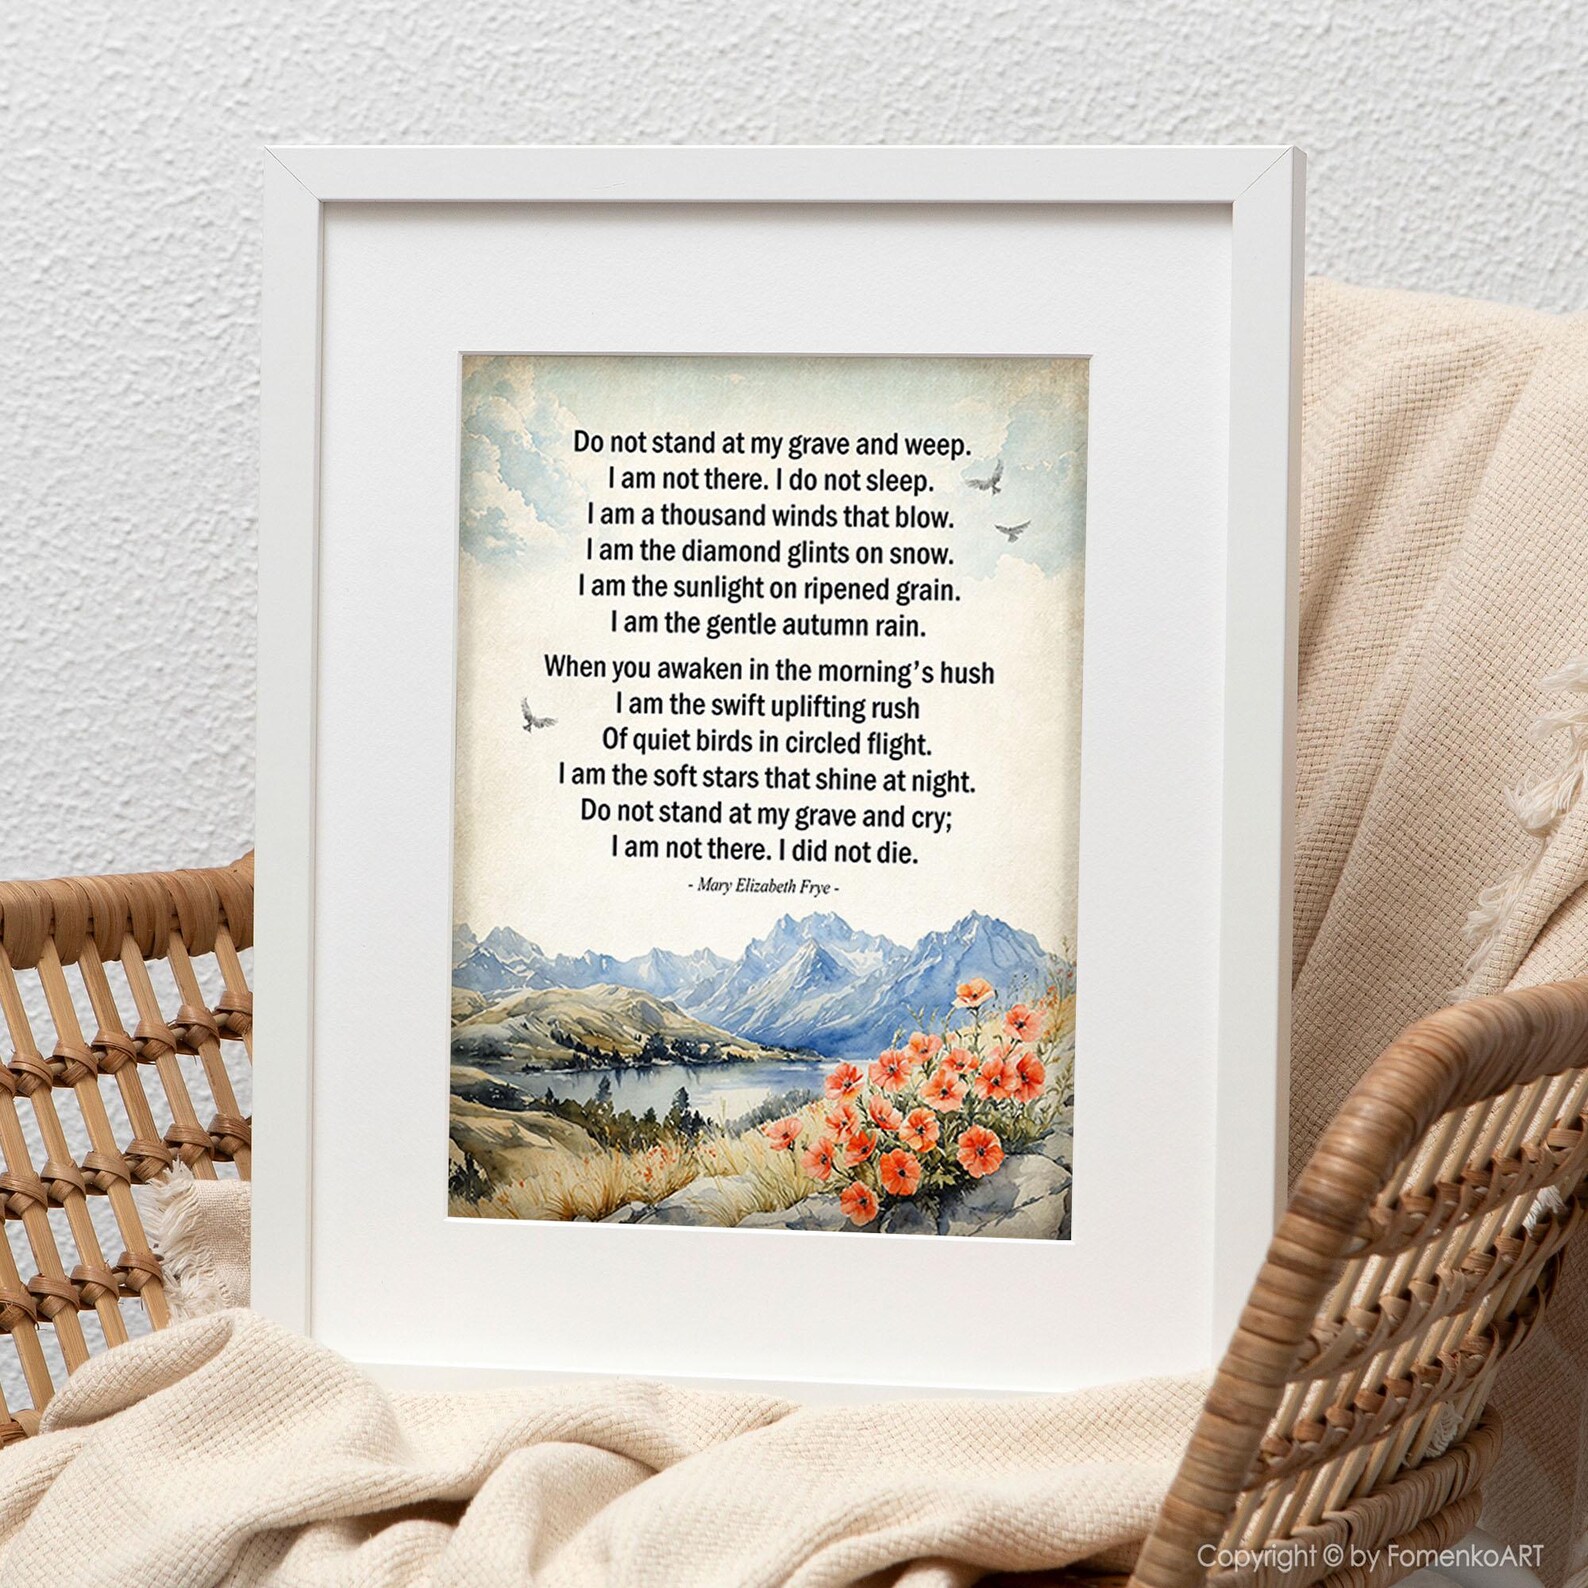 Do not stand at my grave and weep.
I am not there. I do not sleep.
I am a thousand winds that blow.
I am the diamond glints on snow.
I am the sunlight on ripened grain.
I am the gentle autumn rain.
When you awaken in the morning’s hush
I am the swift uplifting rush
Of quiet birds in circled flight.
I am the soft stars that shine at night.
Do not stand at my grave and cry;
I am not there. I did not die.
- Mary Elizabeth Frye -
Copyright © by FomenkoART